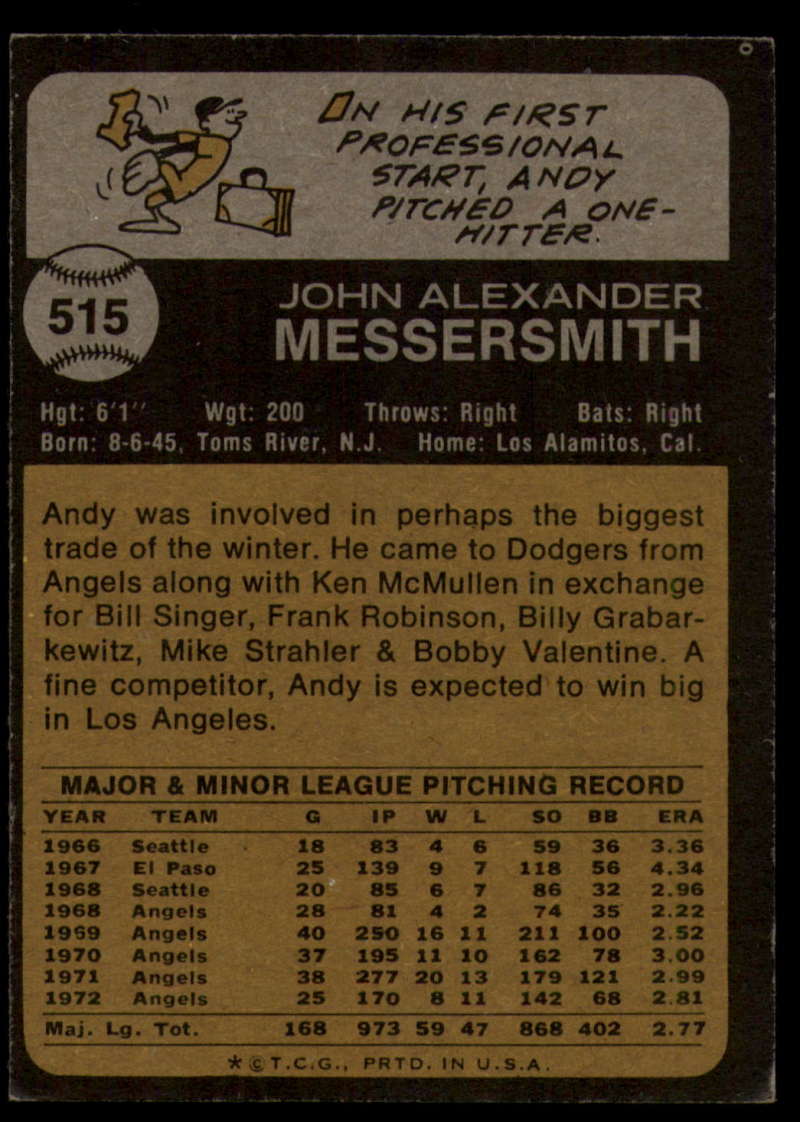 ON HIS FIRST
PROFESSIONAL
START, ANDY
PITCHED A ONE-
HITTER.
515
JOHN ALEXANDER
MESSERSMITH
Hgt: 6'1" Wgt: 200 Throws: Right Bats: Right
Born: 8-6-45, Toms River, N.J. Home: Los Alamitos, Cal.
Andy was involved in perhaps the biggest
trade of the winter. He came to Dodgers from
Angels along with Ken McMullen in exchange
for Bill Singer, Frank Robinson, Billy Grabar-
kewitz, Mike Strahler & Bobby Valentine. A
fine competitor, Andy is expected to win big
in Los Angeles.
MAJOR & MINOR LEAGUE PITCHING RECORD
YEAR TEAM G IP W L SO BB ERA
1966 Seattle 18 83 4 6 59 36 3.36
1967 El Paso 25 139 9 7 118 56 4.34
1968 Seattle 20 85 6 7 86 32 2.96
1968 Angels 28 81 4 2 74 35 2.22
1969 Angels 40 250 16 11 211 100 2.52
1970 Angels 37 195 11 10 162 78 3.00
1971 Angels 38 277 20 13 179 121 2.99
1972 Angels 25 170 8 11 142 68 2.81
Maj. Lg. Tot. 168 973 59 47 868 402 2.77
*©T.C.G., PRTD. IN U.S.A.